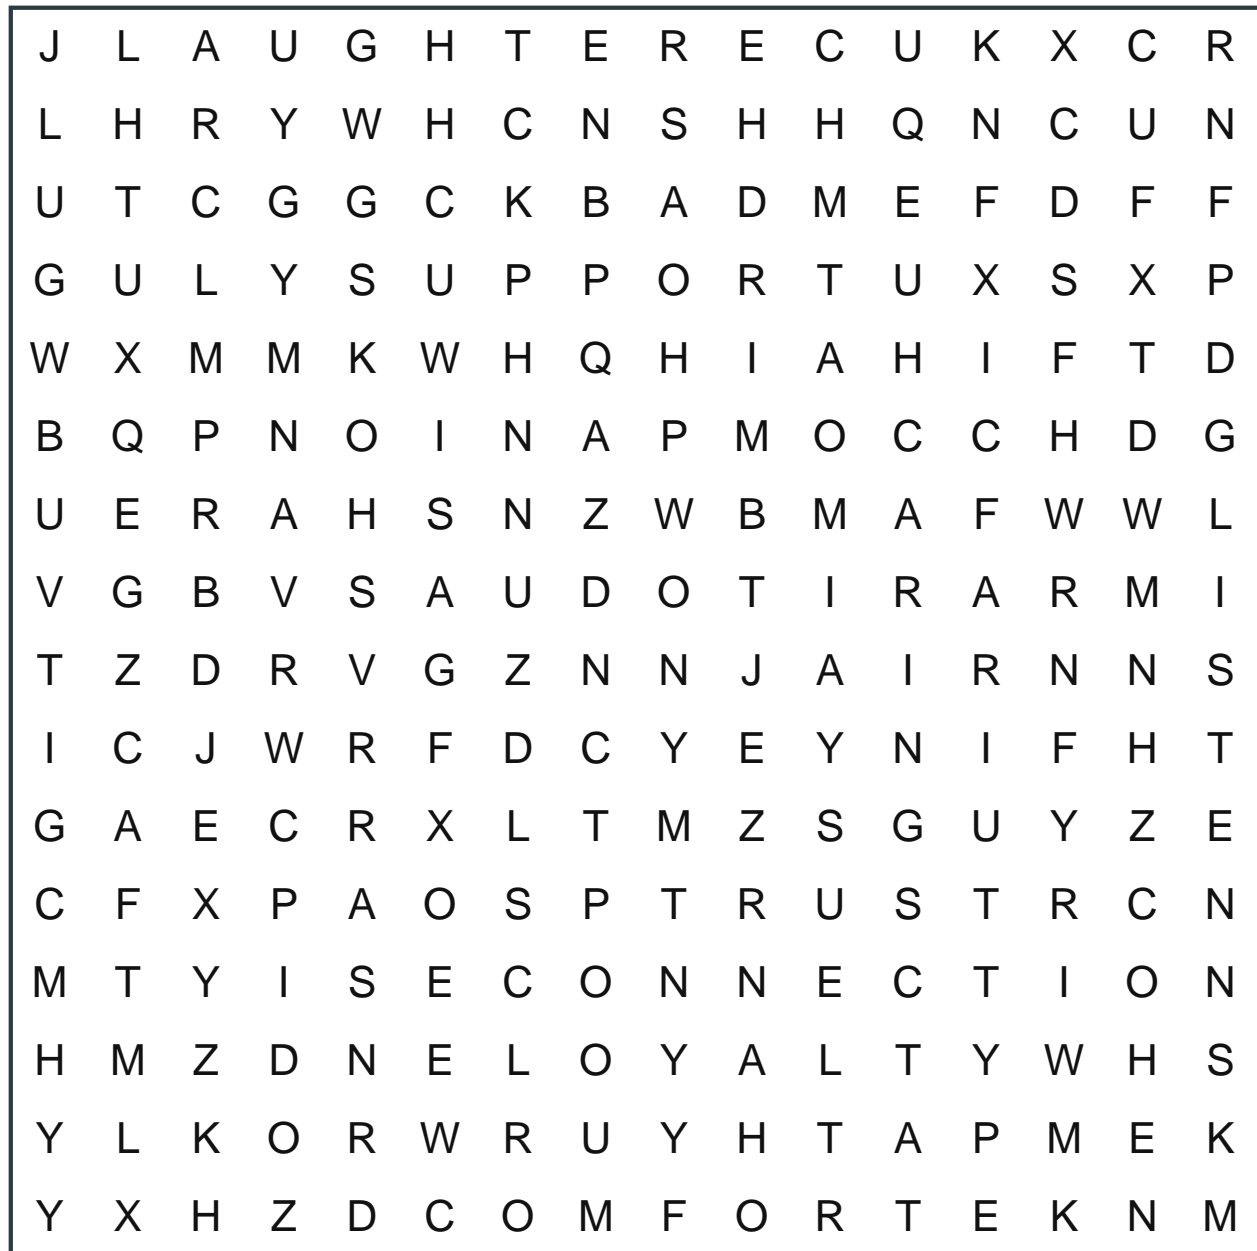 J L A U G H T E R E C U K X C R
L H R Y W H C N S H H Q N C U N
U T C G G C K B A D M E F D F F
G U L Y S U P P O R T U X S X P
W X M M K W H Q H I A H I F T D
B Q P N O I N A P M O C C H D G
U E R A H S N Z W B M A F W W L
V G B V S A U D O T I R A R M I
T Z D R V G Z N N J A I R N N S
I C J W R F D C Y E Y N I F H T
G A E C R X L T M Z S G U Y Z E
C F X P A O S P T R U S T R C N
M T Y I S E C O N N E C T I O N
H M Z D N E L O Y A L T Y W H S
Y L K O R W R U Y H T A P M E K
Y X H Z D C O M F O R T E K N M